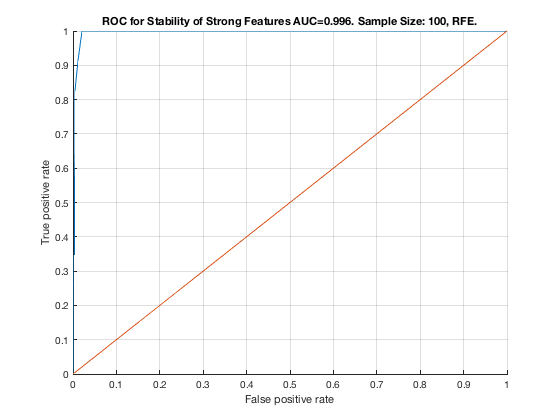 ROC for Stability of Strong Features AUC=0.996. Sample Size: 100, RFE.
1
0.9
0.8
0.7
0.6
0.5
0.4
0.3
0.2
0.1
0
True positive rate
0 0.1 0.2 0.3 0.4 0.5 0.6 0.7 0.8 0.9 1
False positive rate